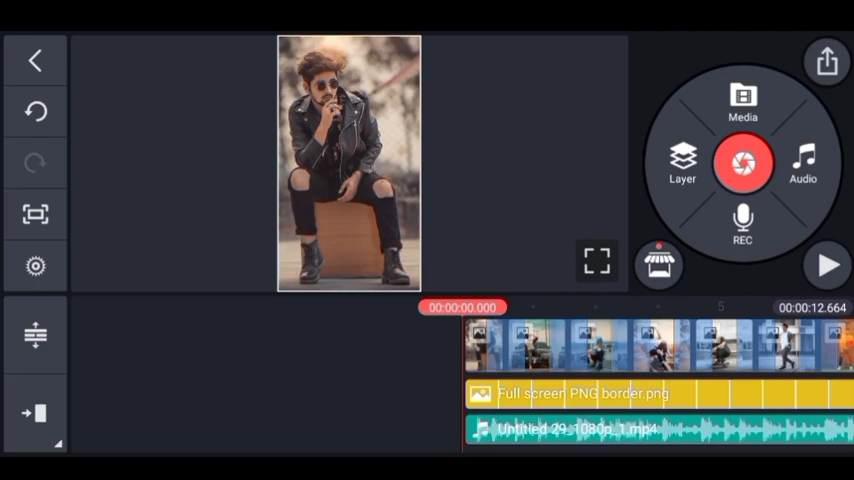 Media
Layer
Audio
REC
00:00:00.000
5
00:00:12.664
Full screen PNG border.png
Untitled 29_1080p_1.mp4